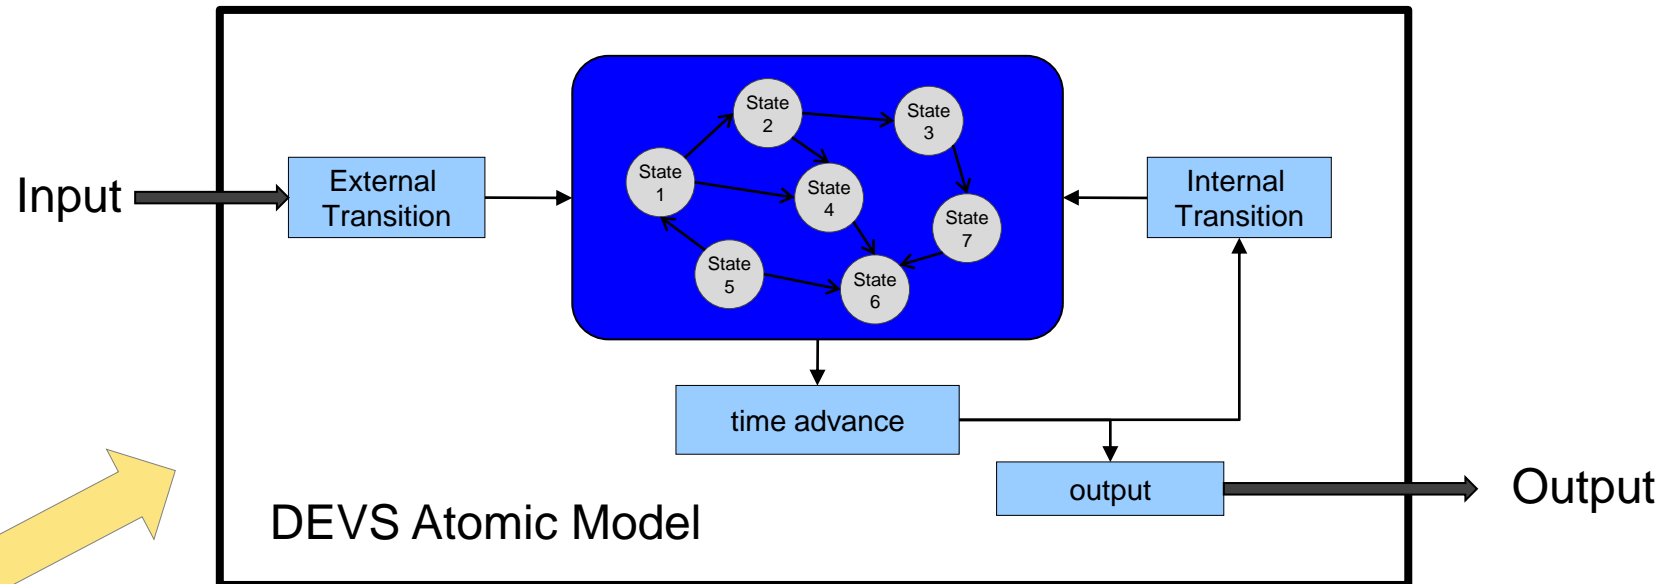 Input
External
Transition
State
1
State
2
State
3
State
4
State
5
State
6
State
7
Internal
Transition
time advance
output
Output
DEVS Atomic Model